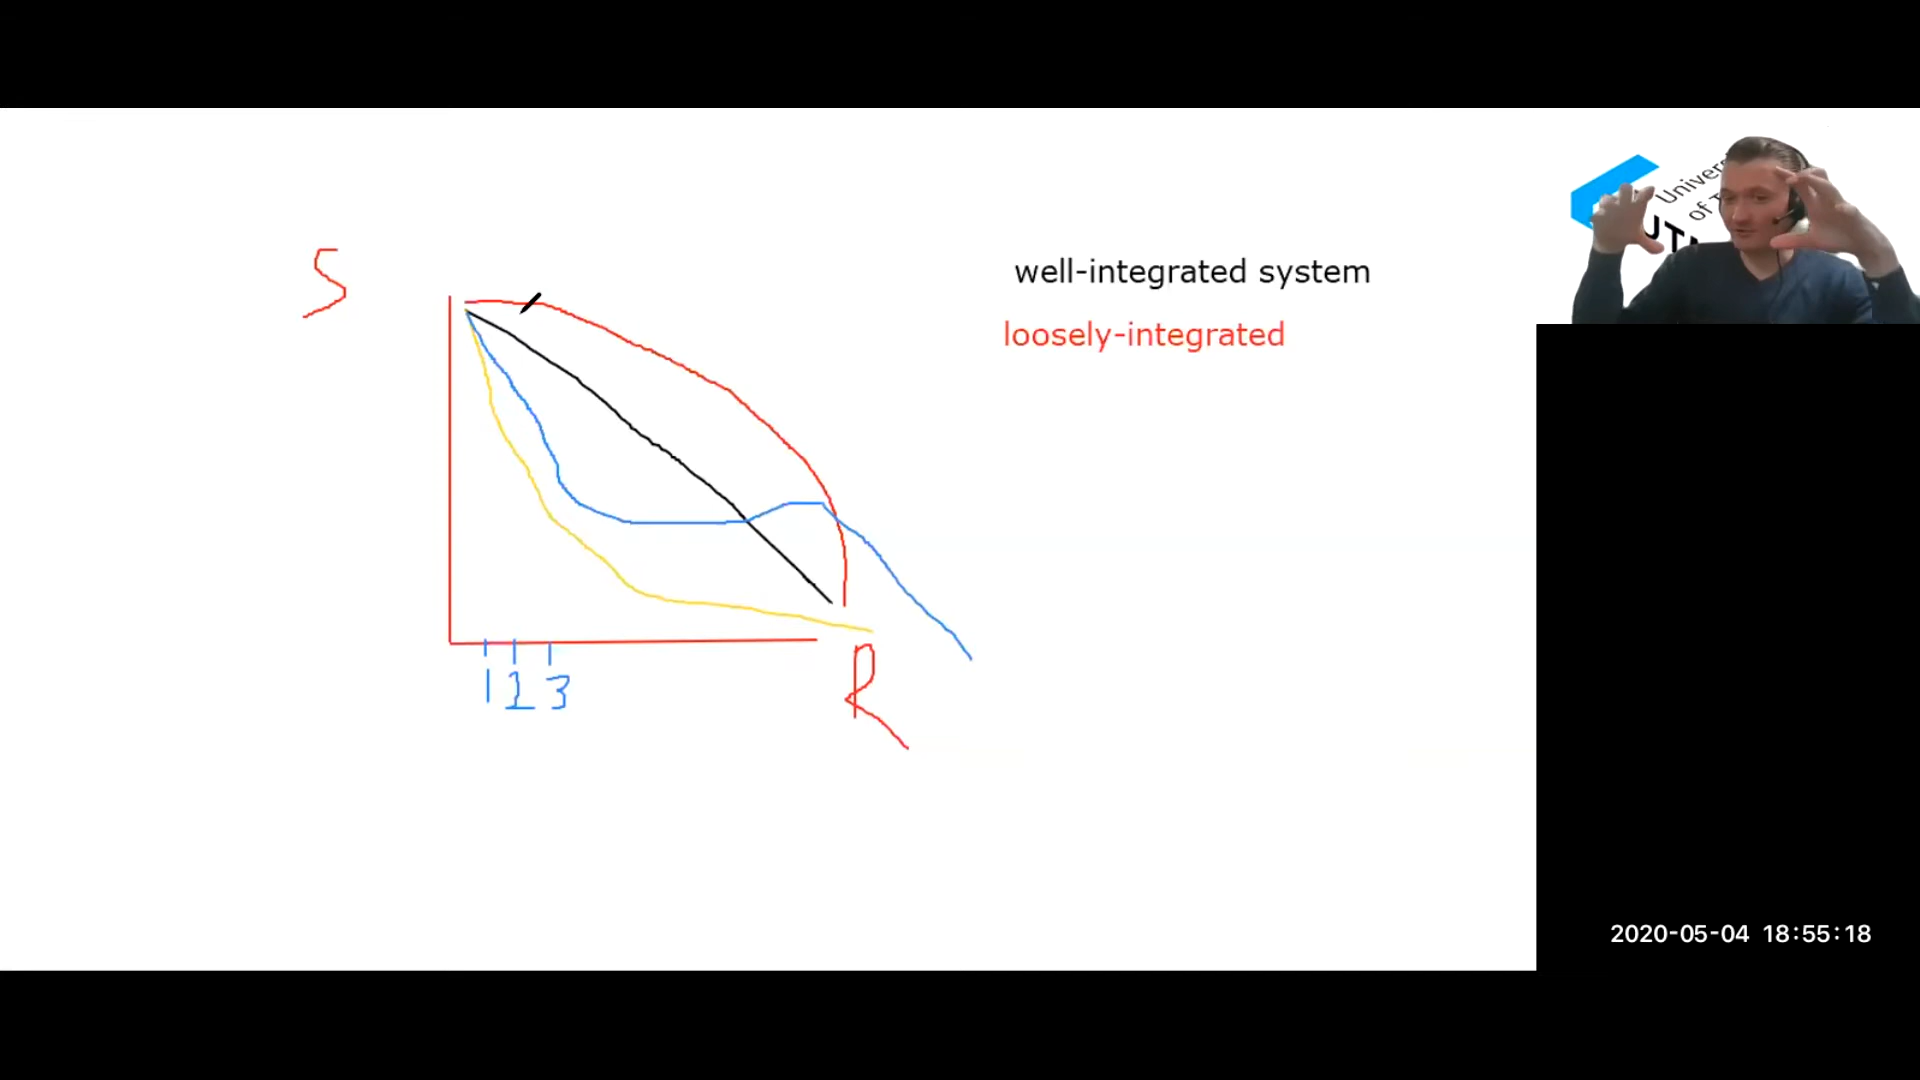 S
well-integrated system
loosely-integrated
R
1 2 3
2020-05-04 18:55:18